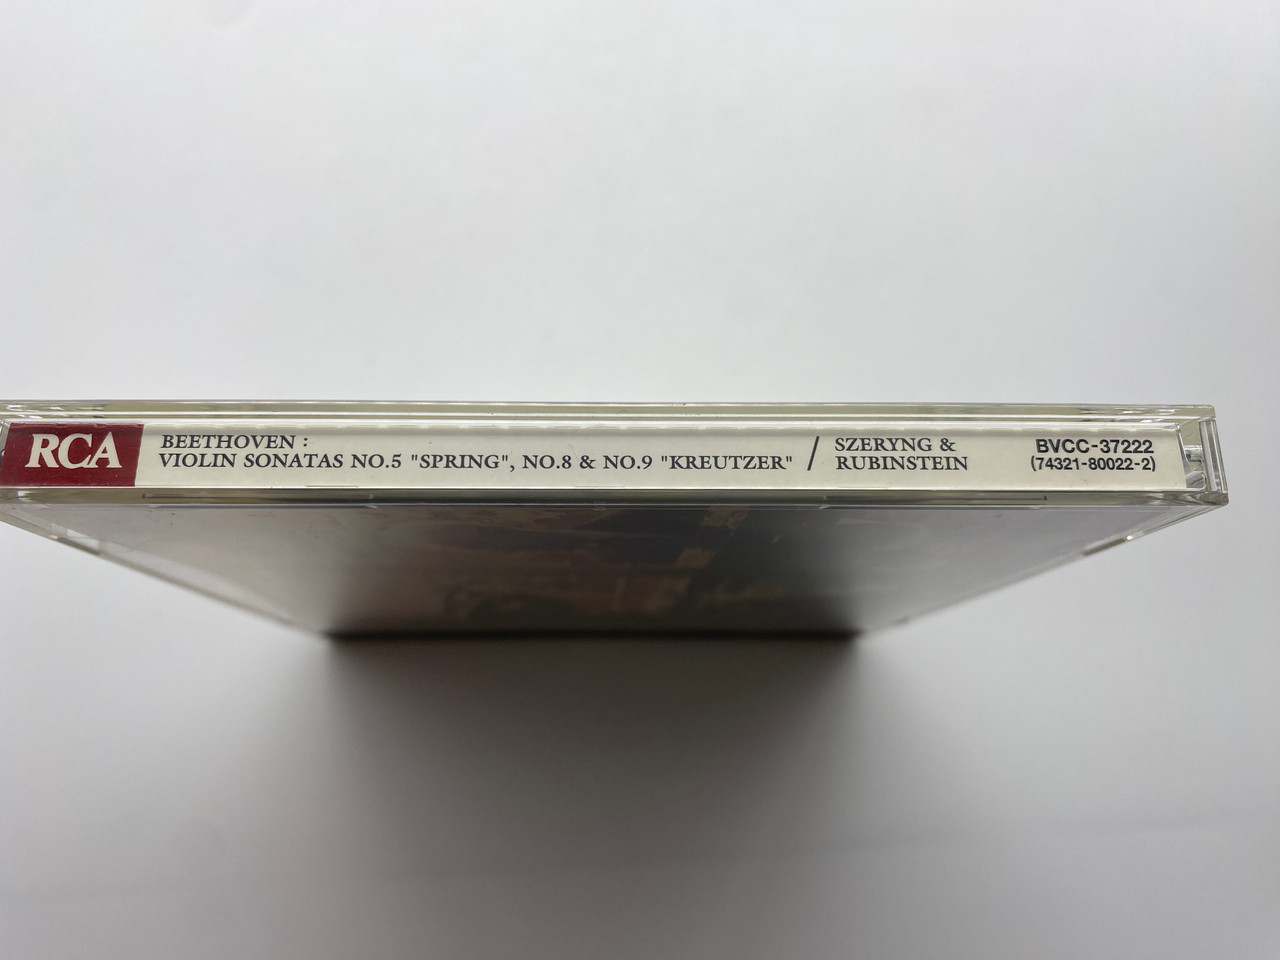 RCA
BEETHOVEN :
VIOLIN SONATAS NO.5 "SPRING", NO.8 & NO.9 "KREUTZER" /
SZERYNG &
RUBINSTEIN
BVCC-37222
(74321-80022-2)